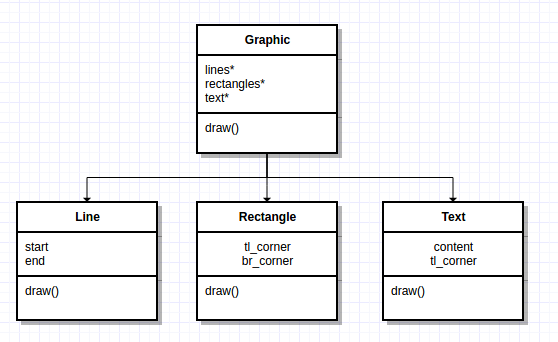 Graphic
lines*
rectangles*
text*
draw()
Line
start
end
draw()
Rectangle
tl_corner
br_corner
draw()
Text
content
tl_corner
draw()